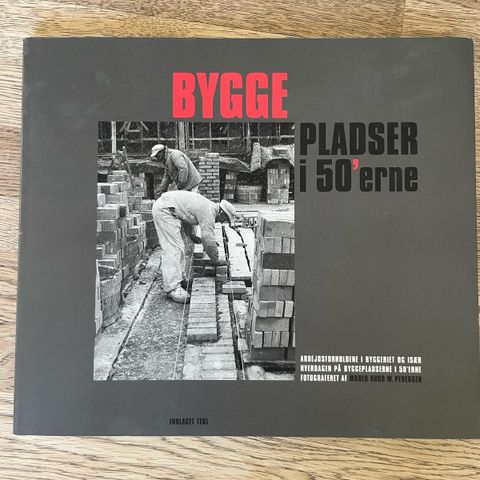 BYGGE
PLADSER
i 50'erne
ARBEJDSFORHOLDENE I BYGGERIET OG ISÆR
HVERDAGEN PÅ BYGGEPLADSERNE I 50'ERNE
FOTOGRAFERET AF MURER KNUD W. PEDERSEN
FORLAGET TEGL